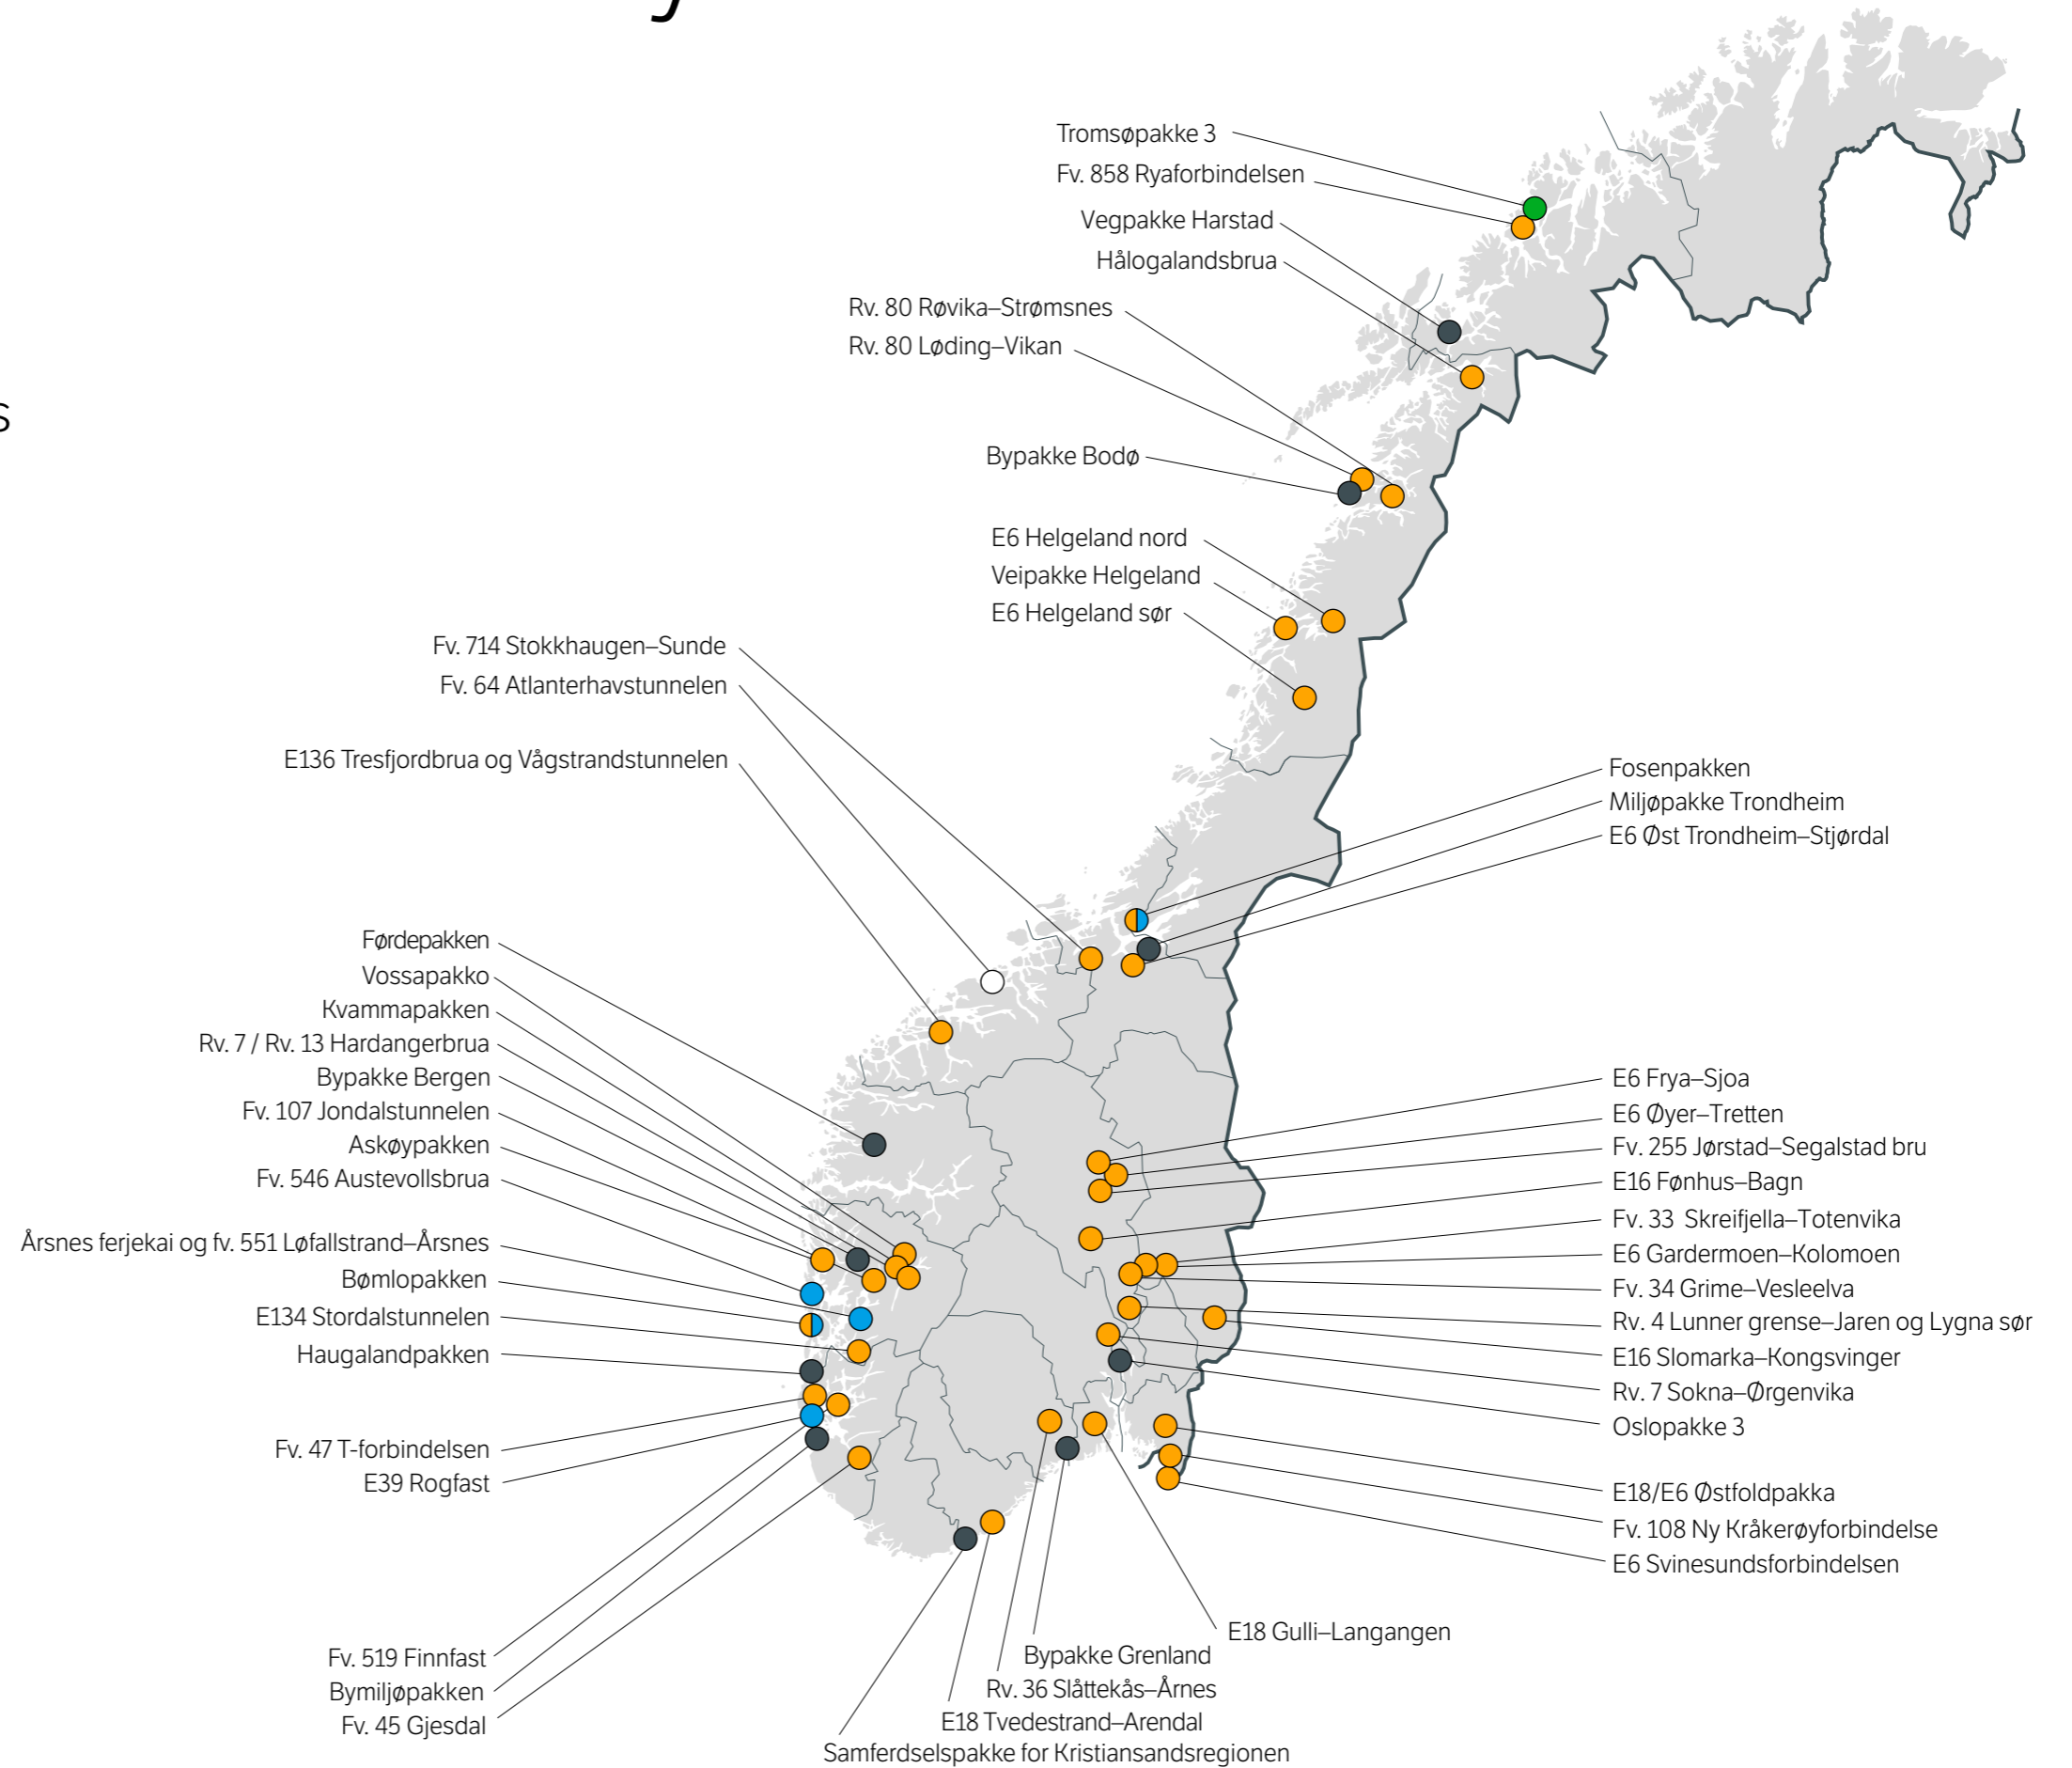 s
Tromsøpakke 3
Fv. 858 Ryaforbindelsen
Vegpakke Harstad
Hålogalandsbrua
Rv. 80 Røvika–Strømsnes
Rv. 80 Løding–Vikan
Bypakke Bodø
E6 Helgeland nord
Veipakke Helgeland
E6 Helgeland sør
Fv. 714 Stokkhaugen–Sunde
Fv. 64 Atlanterhavstunnelen
E136 Tresfjordbrua og Vågstrandstunnelen
Fosenpakken
Miljøpakke Trondheim
E6 Øst Trondheim–Stjørdal
Førdepakken
Vossapakko
Kvammapakken
Rv. 7 / Rv. 13 Hardangerbrua
Bypakke Bergen
Fv. 107 Jondalstunnelen
Askøypakken
Fv. 546 Austevollsbrua
Årsnes ferjekai og fv. 551 Løfallstrand–Årsnes
Bømlopakken
E134 Stordalstunnelen
Haugalandpakken
Fv. 47 T-forbindelsen
E39 Rogfast
Fv. 519 Finnfast
Bymiljøpakken
Fv. 45 Gjesdal
E6 Frya–Sjoa
E6 Øyer–Tretten
Fv. 255 Jørstad–Segalstad bru
E16 Fønhus–Bagn
Fv. 33 Skreifjella–Totenvika
E6 Gardermoen–Kolomoen
Fv. 34 Grime–Vesleelva
Rv. 4 Lunner grense–Jaren og Lygna sør
E16 Slomarka–Kongsvinger
Rv. 7 Sokna–Ørgenvika
Oslopakke 3
E18/E6 Østfoldpakka
Fv. 108 Ny Kråkerøyforbindelse
E6 Svinesundsforbindelsen
E18 Gulli–Langangen
Bypakke Grenland
Rv. 36 Slåttekås–Årnes
E18 Tvedestrand–Arendal
Samferdselspakke for Kristiansandsregionen